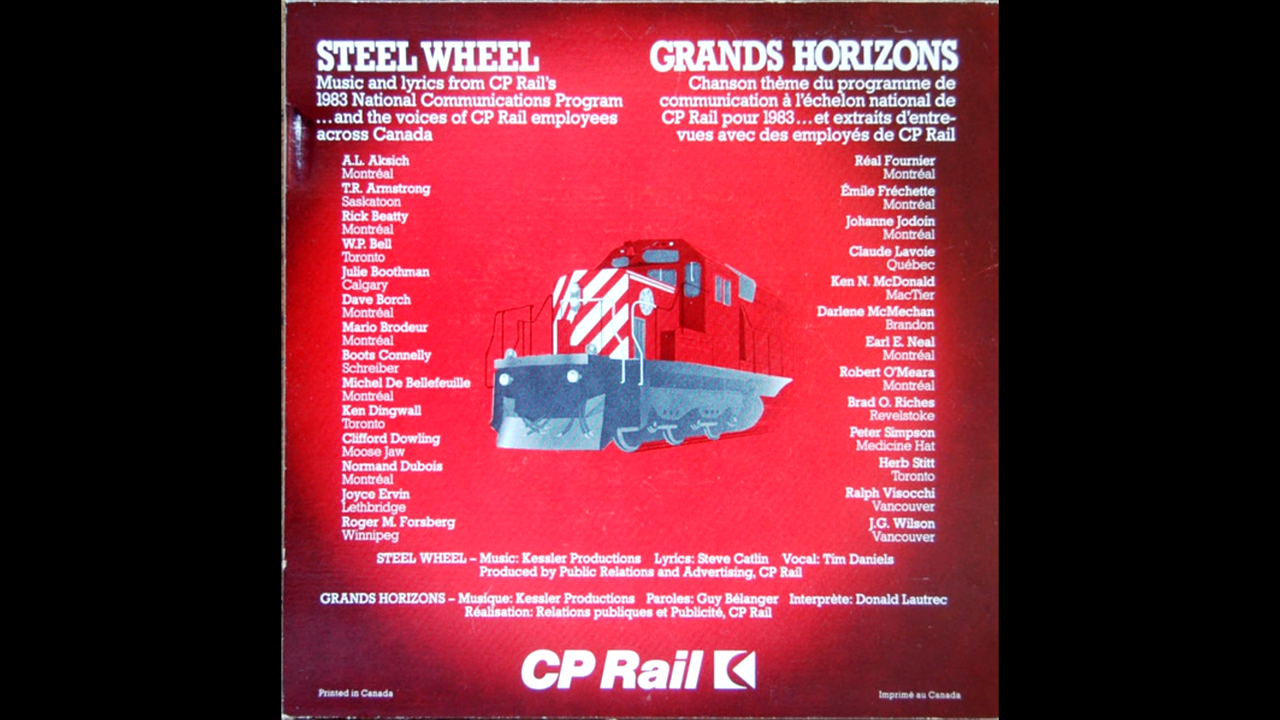 STEEL WHEEL
Music and lyrics from CP Rail's
1983 National Communications Program
...and the voices of CP Rail employees
across Canada
A.L. Aksich
Montréal
T.R. Armstrong
Saskatoon
Rick Beatty
Montréal
W.P. Bell
Toronto
Julie Boothman
Calgary
Dave Borch
Montréal
Mario Brodeur
Montréal
Boots Connelly
Schreiber
Michel De Bellefeuille
Montréal
Ken Dingwall
Toronto
Clifford Dowling
Moose Jaw
Normand Dubois
Montréal
Joyce Ervin
Lethbridge
Roger M. Forsberg
Winnipeg
GRANDS HORIZONS
Chanson thème du programme de
communication à l'échelon national de
CP Rail pour 1983...et extraits d'entre-
vues avec des employés de CP Rail
Réal Fournier
Montréal
Émile Fréchette
Montréal
Johanne Jodoin
Montréal
Claude Lavoie
Québec
Ken N. McDonald
MacTier
Darlene McMechan
Brandon
Earl E. Neal
Montréal
Robert O'Meara
Montréal
Brad O. Riches
Revelstoke
Peter Simpson
Medicine Hat
Herb Stitt
Toronto
Ralph Visocchi
Vancouver
J.G. Wilson
Vancouver
STEEL WHEEL – Music: Kessler Productions Lyrics: Steve Catlin Vocal: Tim Daniels
Produced by Public Relations and Advertising, CP Rail
GRANDS HORIZONS – Musique: Kessler Productions Paroles: Guy Bélanger Interprète: Donald Lautrec
Réalisation: Relations publiques et Publicité, CP Rail
CP Rail
Printed in Canada
Imprimé au Canada